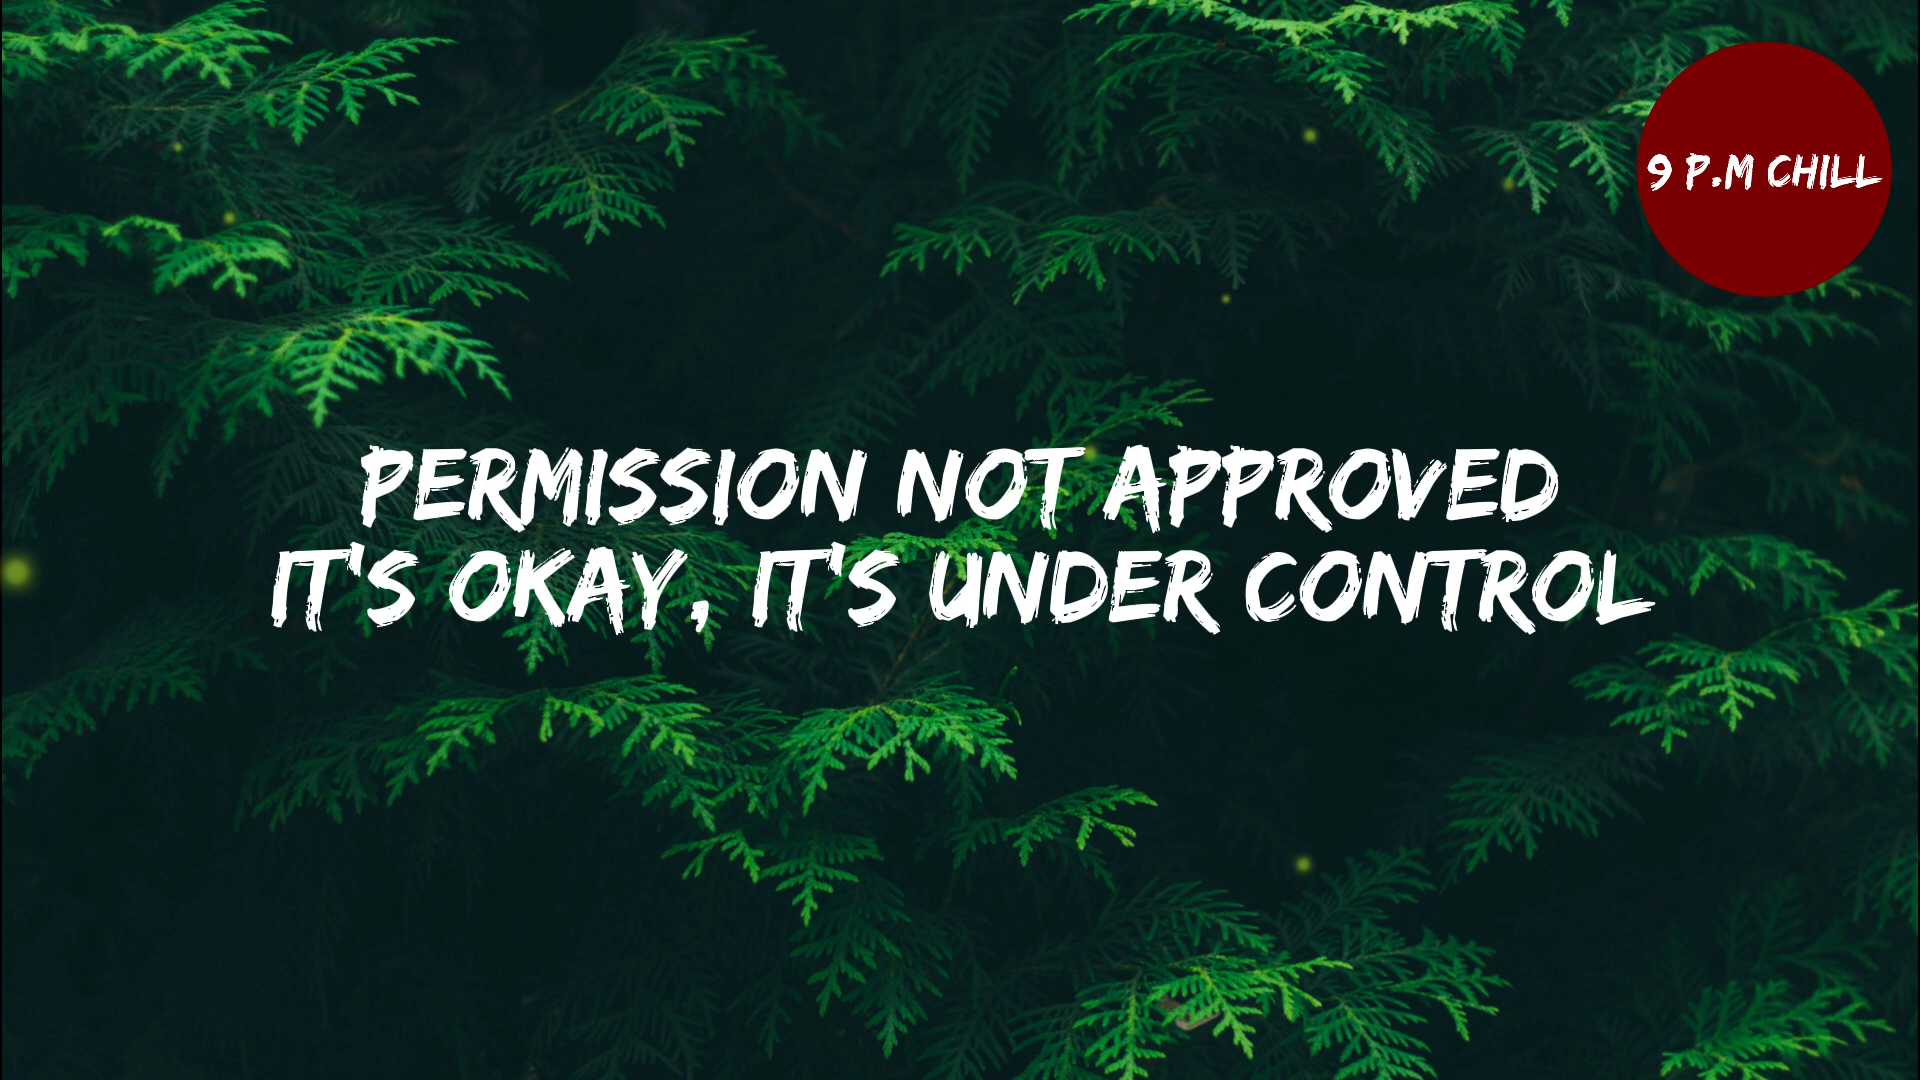 9 P.M CHILL
PERMISSION NOT APPROVED
IT'S OKAY, IT'S UNDER CONTROL